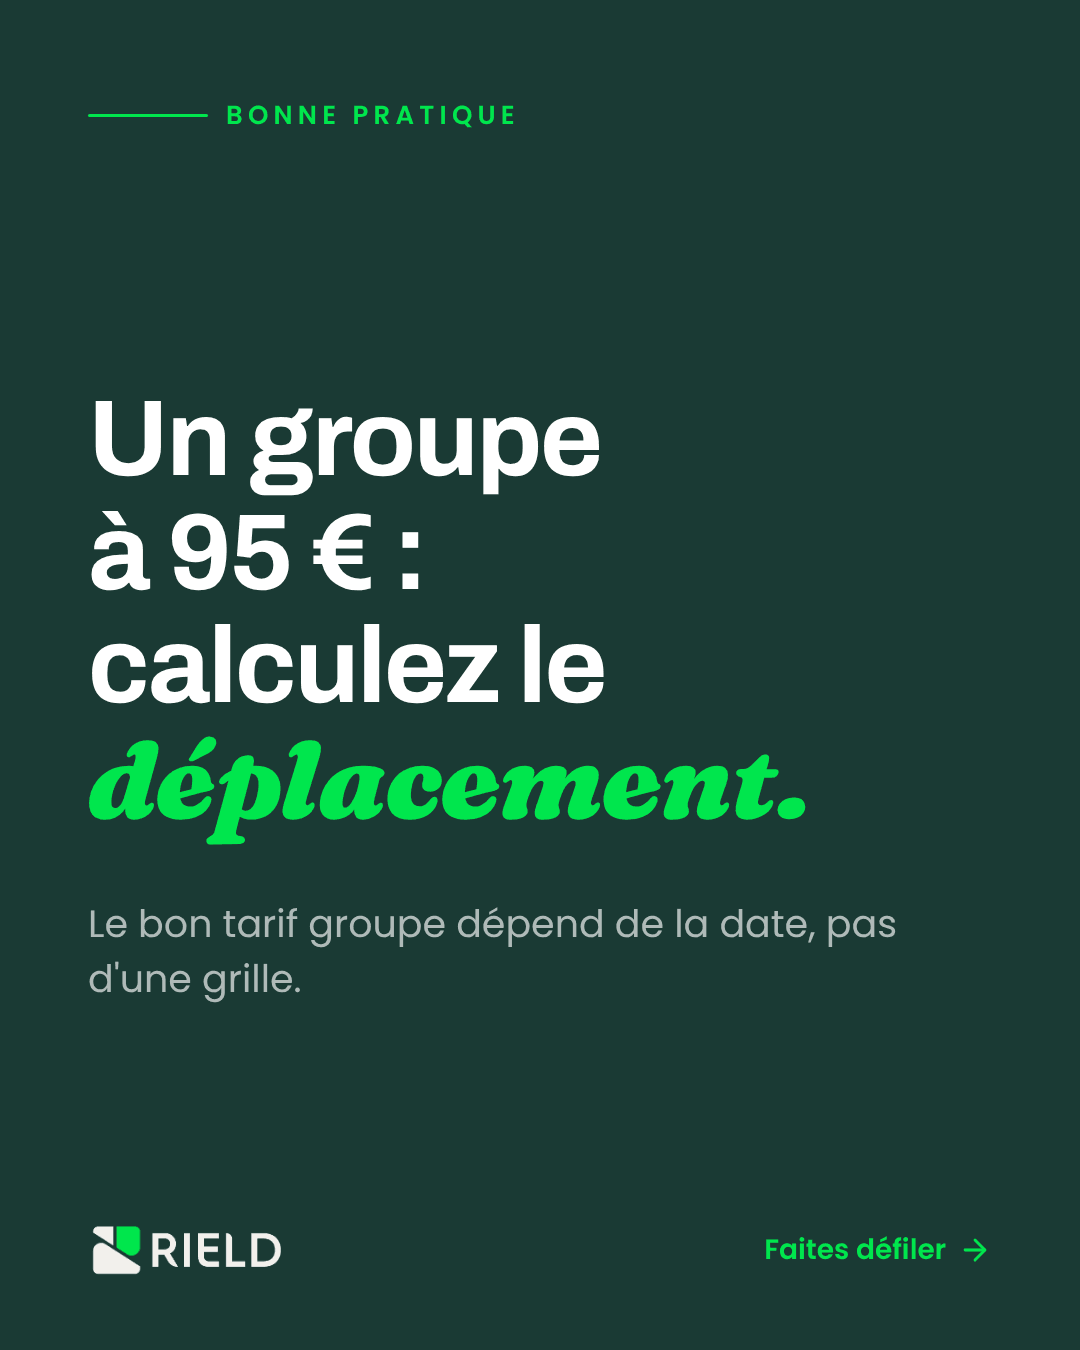 BONNE PRATIQUE
Un groupe
à 95 € :
calculez le
déplacement.
Le bon tarif groupe dépend de la date, pas
d'une grille.
RIELD
Faites défiler →